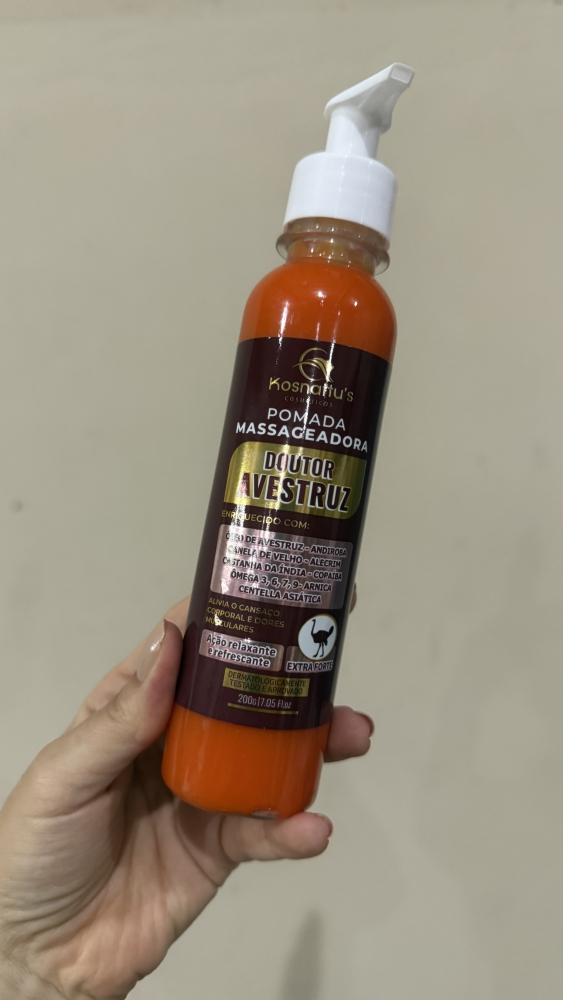 Kosnattu's
COSMÉTICOS
POMADA
MASSAGEADORA
DOUTOR
AVESTRUZ
ENRIQUECIDO COM:
ÓLEO DE AVESTRUZ - ANDIROBA
CANELA DE VELHO - ALECRIM
CASTANHA DA ÍNDIA - COPAIBA
ÔMEGA 3, 6, 7, 9 - ARNICA
CENTELLA ASIÁTICA
ALIVIA O CANSAÇO
CORPORAL E DORES
MUSCULARES
Ação relaxante
e refrescante
EXTRA FORTE
DERMATOLOGICAMENTE
TESTADO E APROVADO
200g|7.05 Fl.oz